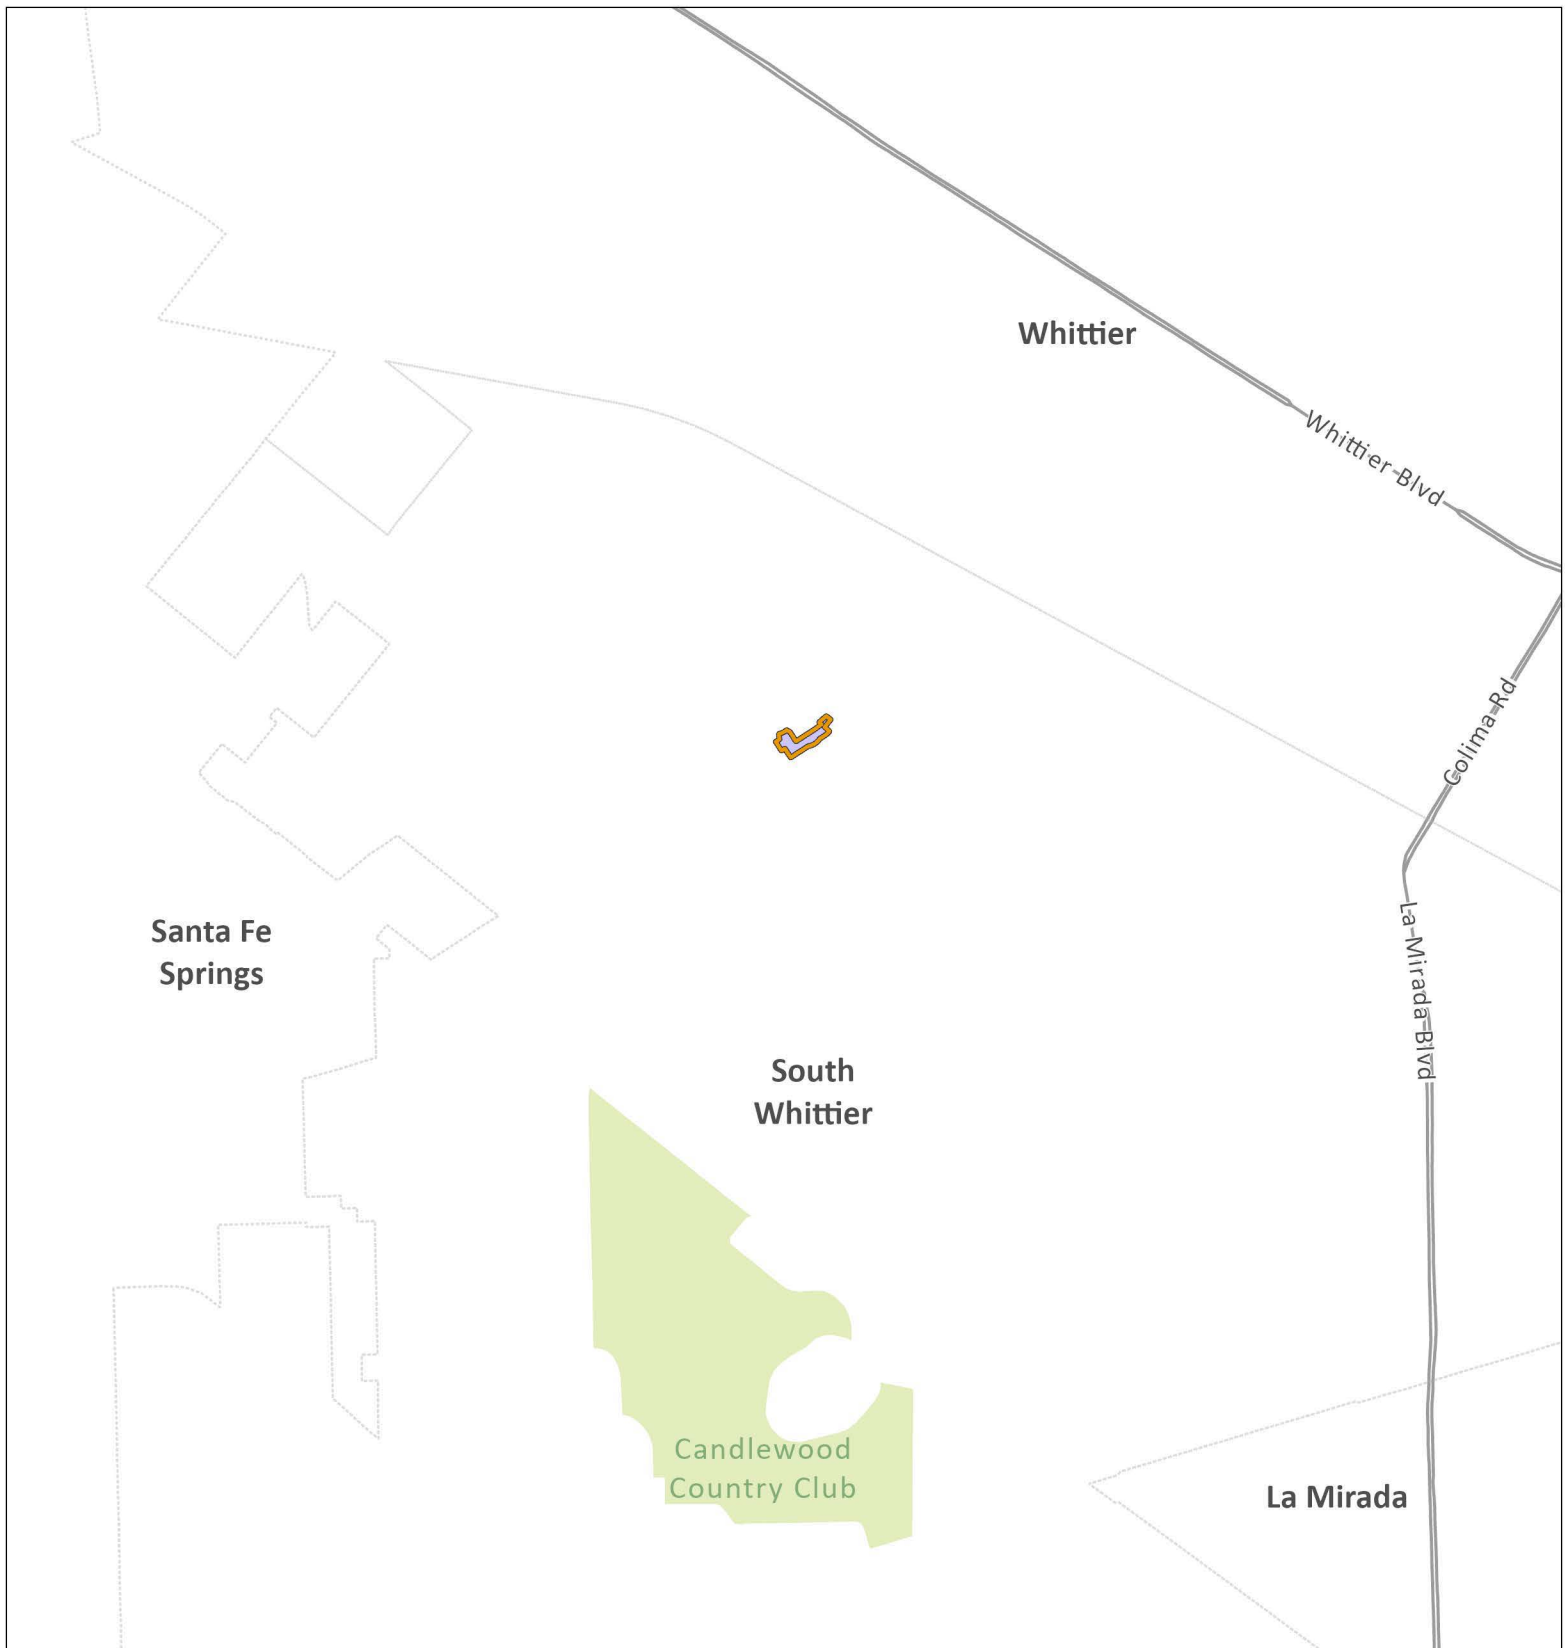 Whittier
Whittier Blvd
Colima Rd
La Mirada Blvd
Santa Fe
Springs
South
Whittier
Candlewood
Country Club
La Mirada